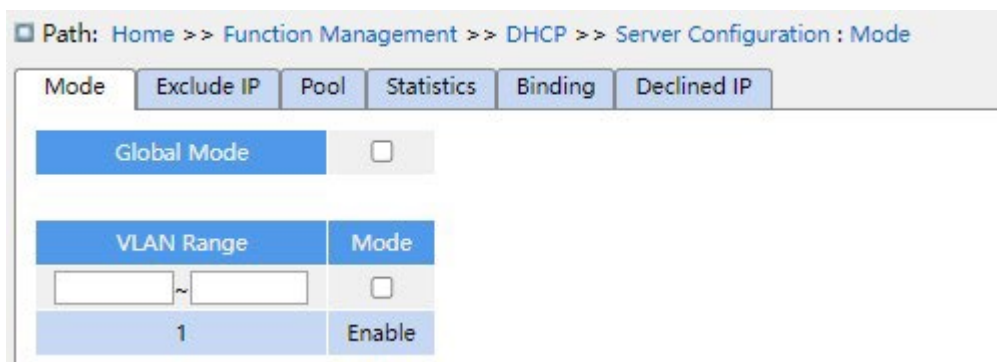 Path: Home >> Function Management >> DHCP >> Server Configuration : Mode
Mode Exclude IP Pool Statistics Binding Declined IP
Global Mode
VLAN Range Mode
~
1 Enable